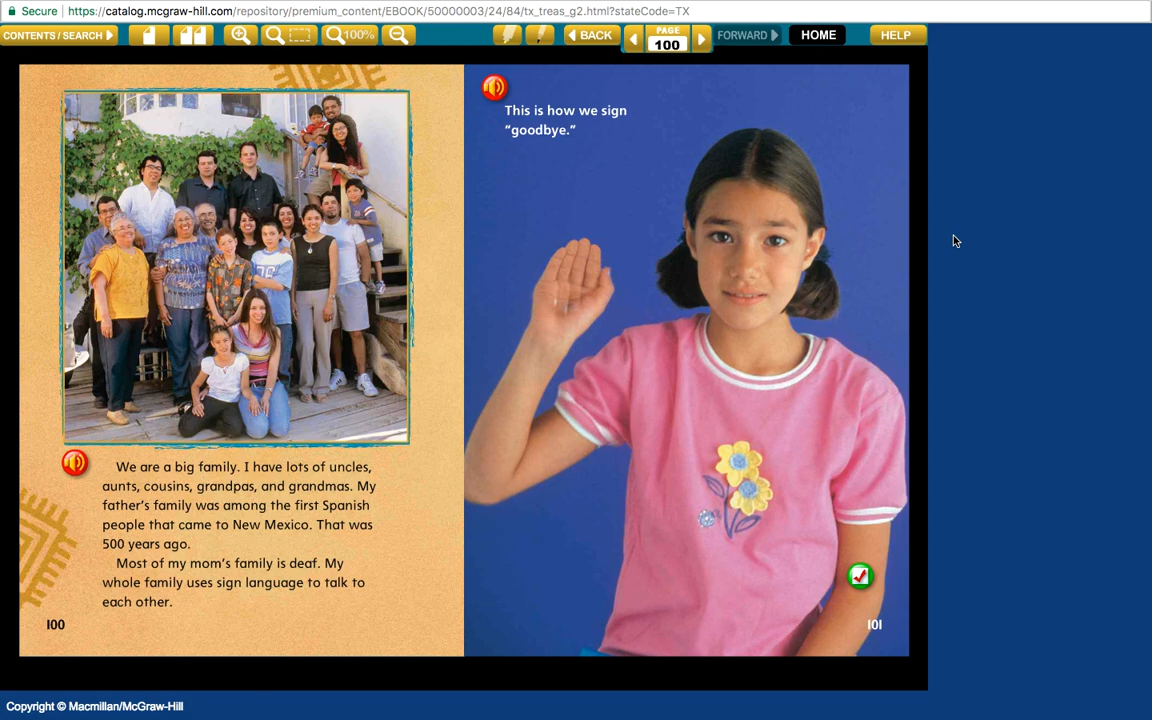 Secure
https://catalog.mcgraw-hill.com/repository/premium_content/EBOOK/50000003/24/84/tx_treas_g2.html?stateCode=TX
CONTENTS / SEARCH
100%
BACK
PAGE
100
FORWARD
HOME
HELP
We are a big family. I have lots of uncles,
aunts, cousins, grandpas, and grandmas. My
father's family was among the first Spanish
people that came to New Mexico. That was
500 years ago.
Most of my mom's family is deaf. My
whole family uses sign language to talk to
each other.
100
This is how we sign
“goodbye.”
101
Copyright © Macmillan/McGraw-Hill